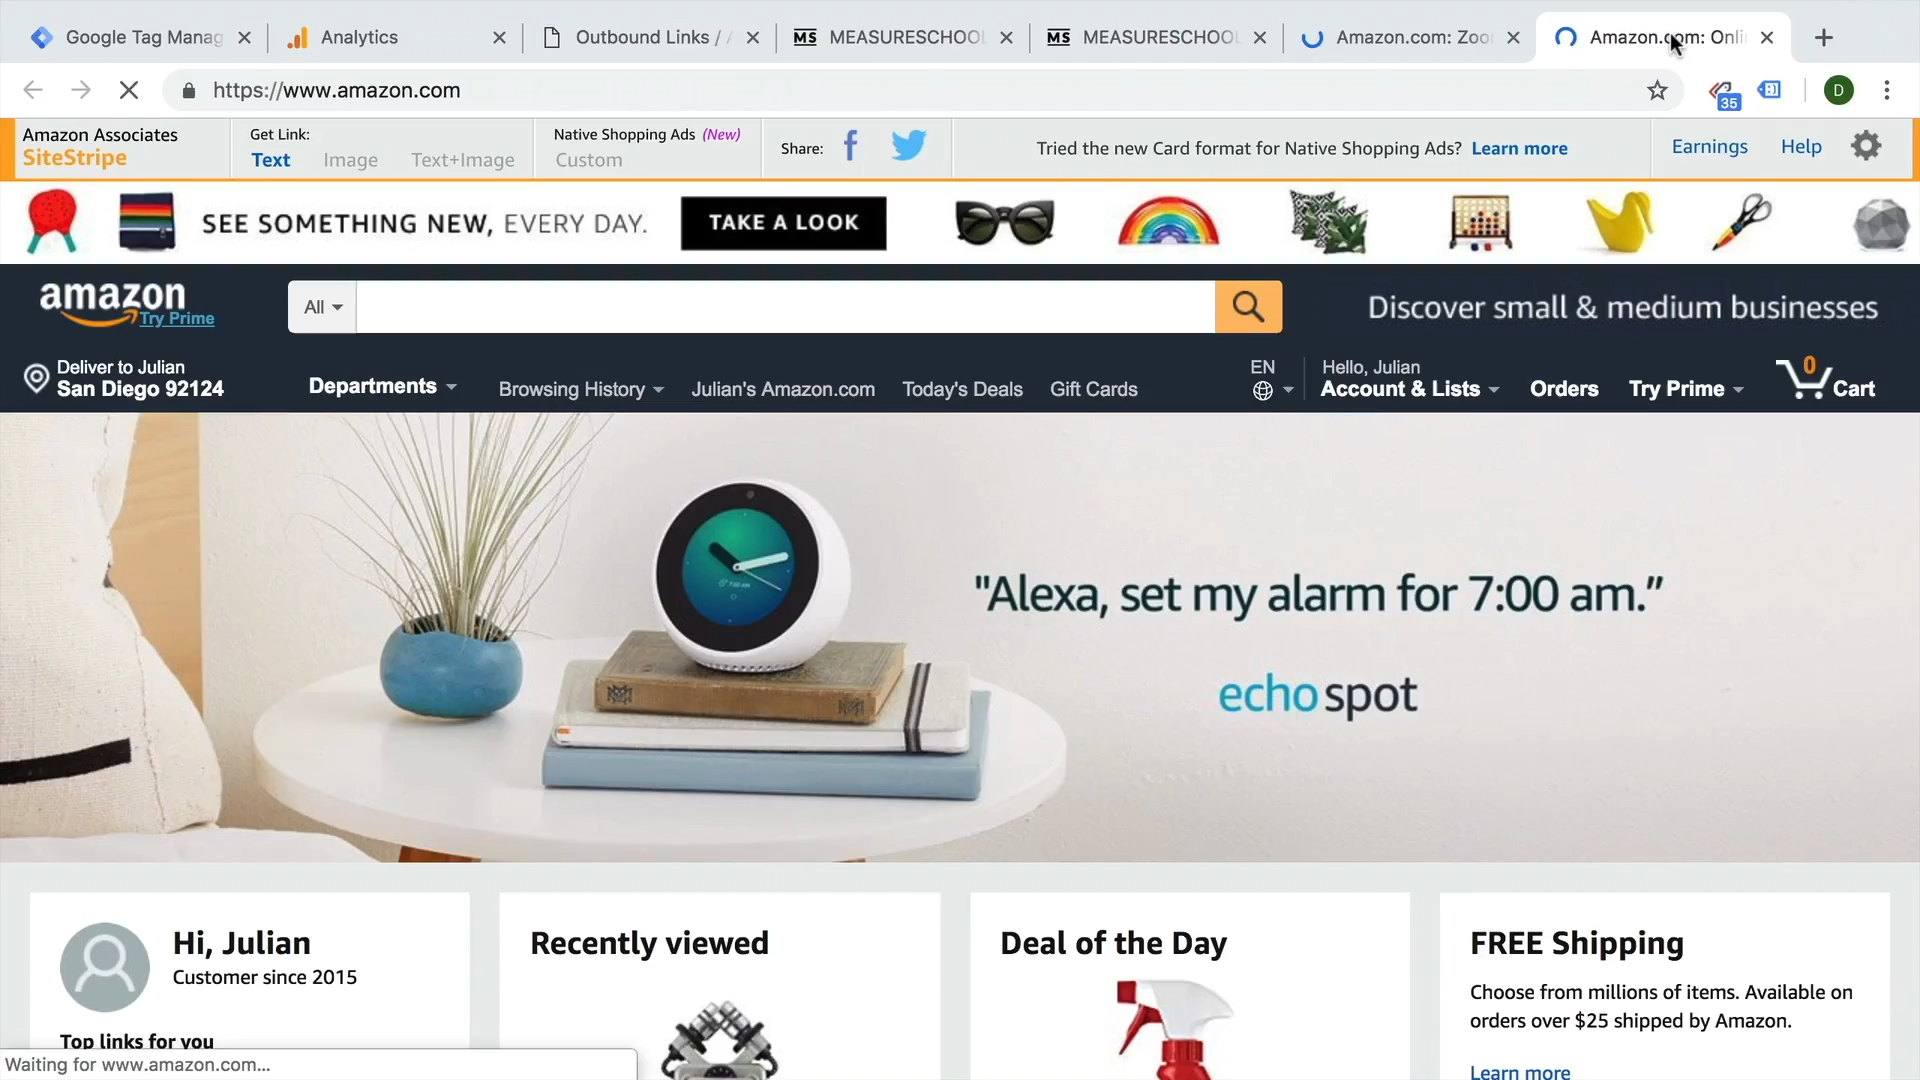 Google Tag Manag
Analytics
Outbound Links /
MS MEASURESCHOOL
MS MEASURESCHOOL
Amazon.com: Zoo
Amazon.com: Onli
https://www.amazon.com
35
D
Amazon Associates
SiteStripe
Get Link:
Text Image Text+Image
Native Shopping Ads (New)
Custom
Share:
Tried the new Card format for Native Shopping Ads? Learn more
Earnings
Help
SEE SOMETHING NEW, EVERY DAY.
TAKE A LOOK
amazon
Try Prime
All
Discover small & medium businesses
Deliver to Julian
San Diego 92124
Departments
Browsing History
Julian's Amazon.com
Today's Deals
Gift Cards
EN
Hello, Julian
Account & Lists
Orders
Try Prime
0
Cart
"Alexa, set my alarm for 7:00 am.”
echo spot
Hi, Julian
Customer since 2015
Top links for you
Recently viewed
Deal of the Day
FREE Shipping
Choose from millions of items. Available on
orders over $25 shipped by Amazon.
Learn more
Waiting for www.amazon.com...